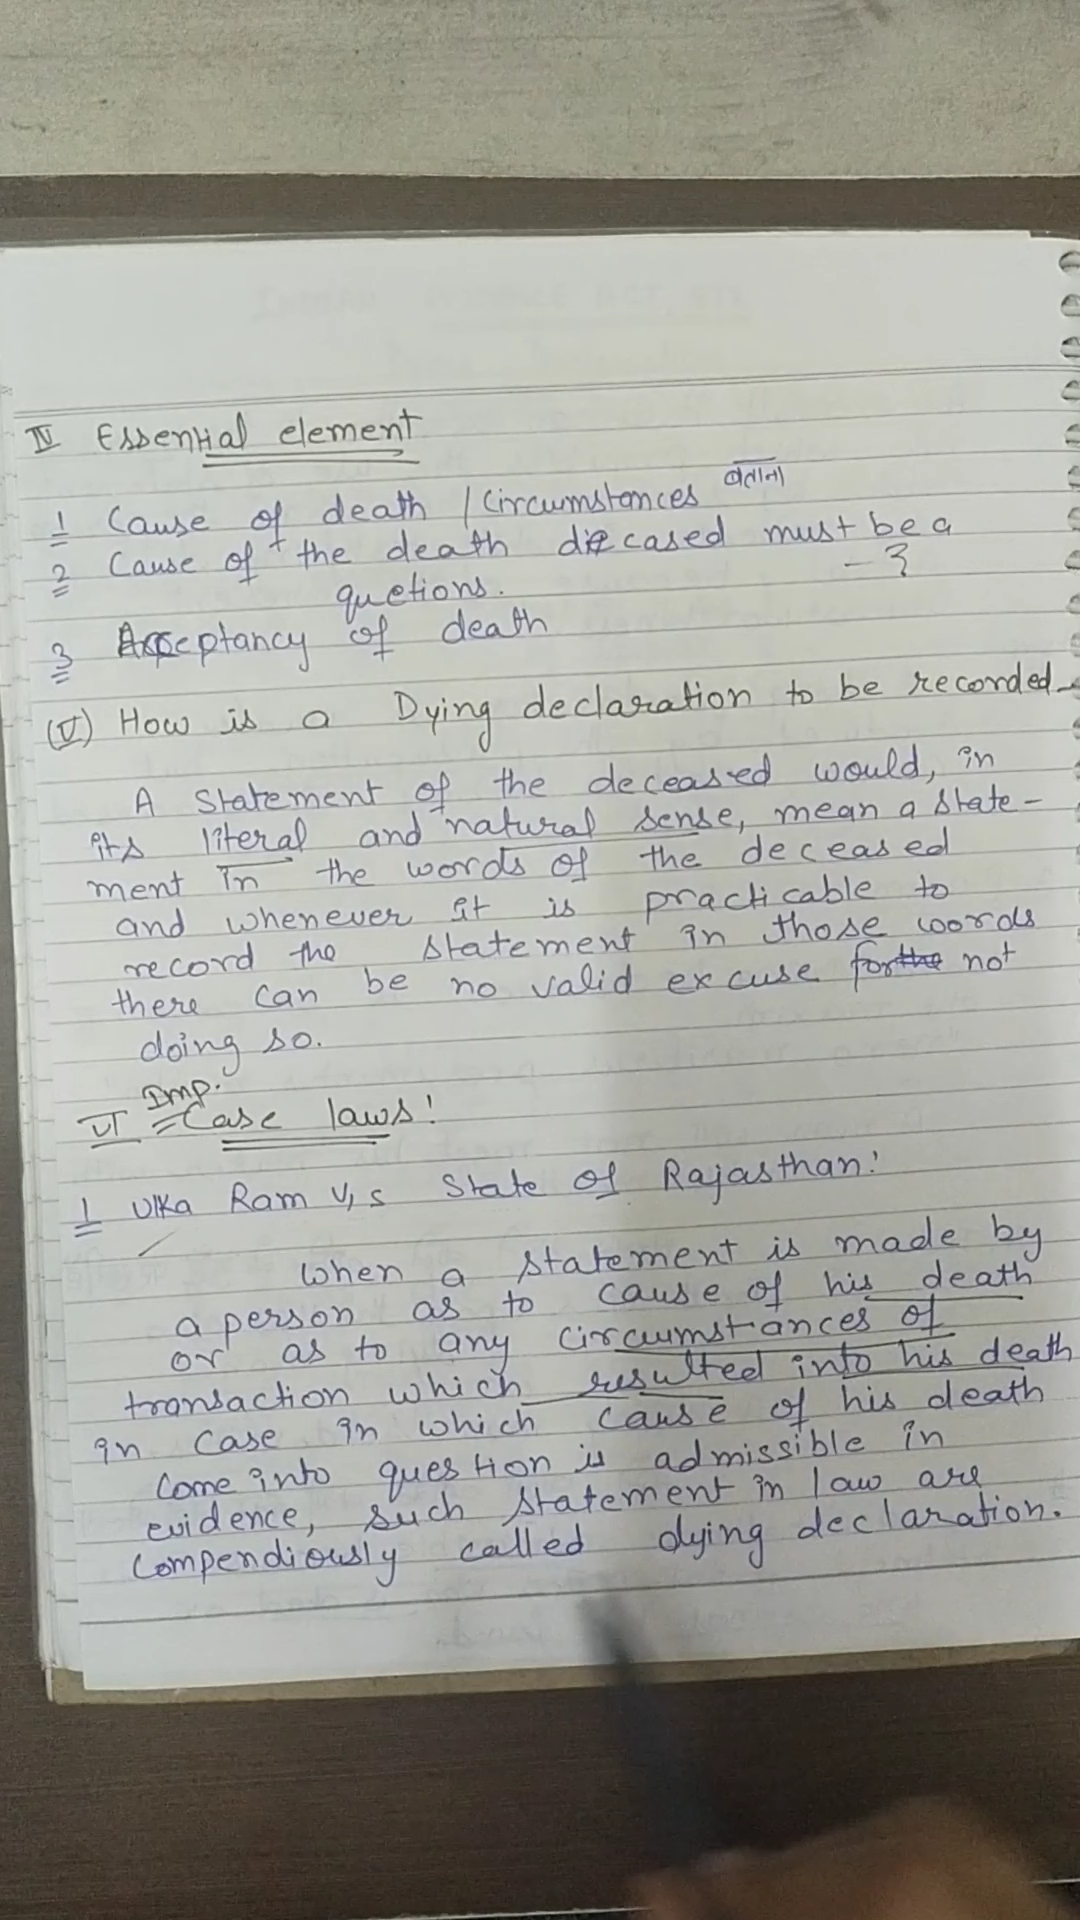 IV Essential element
1 Cause of death / Circumstances बताना
2 Cause of the death dicased must be a
quetions. - ?
3 Acceptancy of death
(V) How is a Dying declaration to be recorded-
A statement of the deceased would, in
its literal and natural sense, mean a state-
ment in the words of the deceased
and whenever it is practicable to
record the statement in those words
there can be no valid excuse for the not
doing so.
Imp.
VI Case laws!
1 Ulka Ram V,s State of Rajasthan!
When a statement is made by
a person as to cause of his death
or as to any circumstances of
transaction which resulted into his death
in case in which cause of his death
come into question is admissible in
evidence, such statement in law are
compendiously called dying declaration.